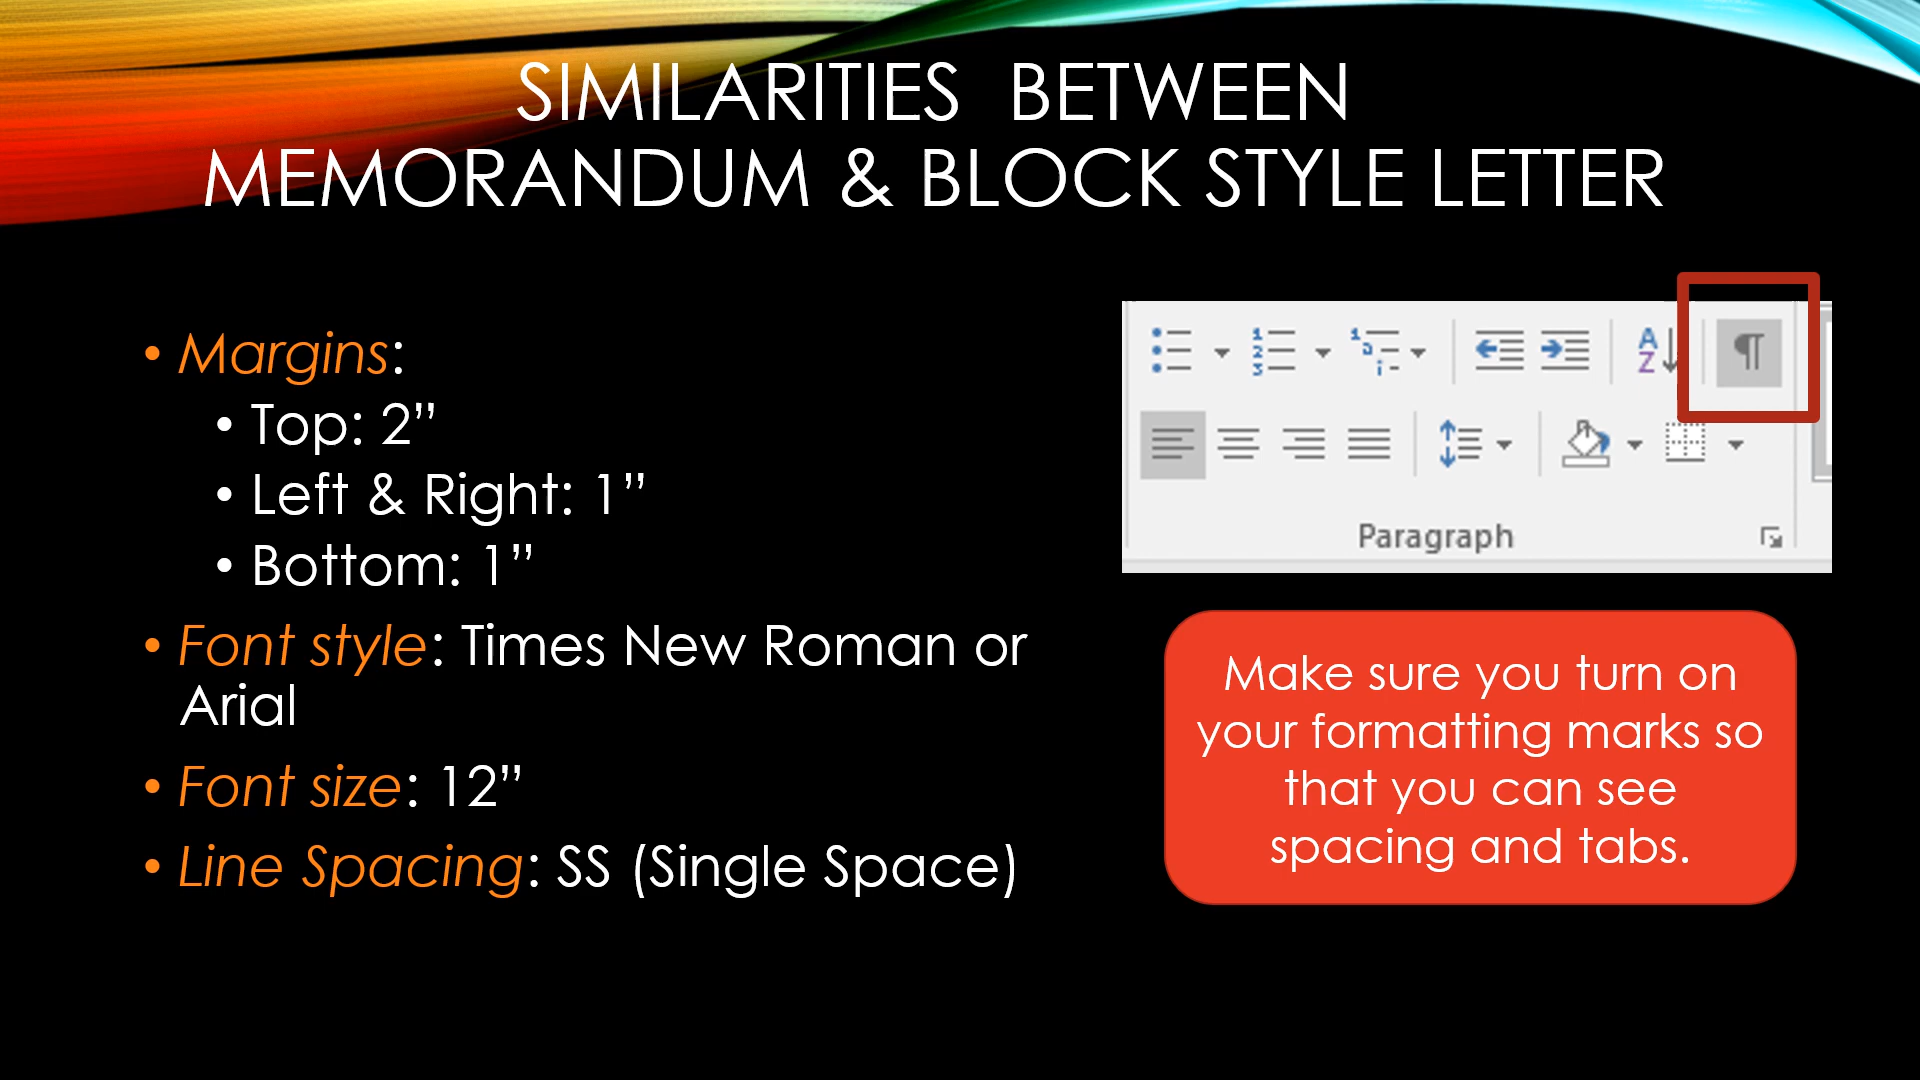 SIMILARITIES BETWEEN
MEMORANDUM & BLOCK STYLE LETTER
• Margins:
• Top: 2”
• Left & Right: 1”
• Bottom: 1”
• Font style: Times New Roman or
Arial
• Font size: 12”
• Line Spacing: SS (Single Space)
¶
Paragraph
Make sure you turn on
your formatting marks so
that you can see
spacing and tabs.